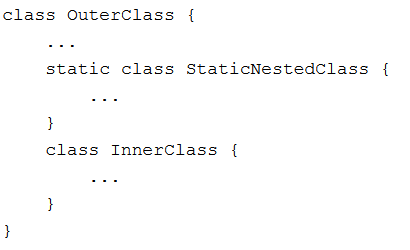 class OuterClass {
    ...
    static class StaticNestedClass {
        ...
    }
    class InnerClass {
        ...
    }
}